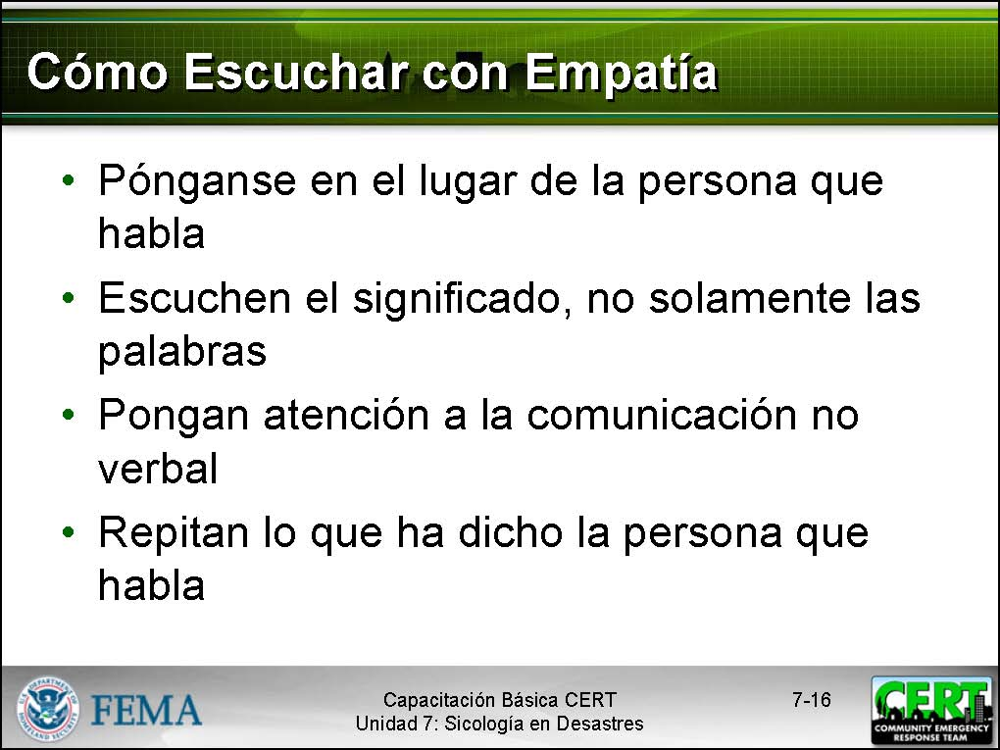 Cómo Escuchar con Empatía
• Pónganse en el lugar de la persona que
habla
• Escuchen el significado, no solamente las
palabras
• Pongan atención a la comunicación no
verbal
• Repitan lo que ha dicho la persona que
habla
FEMA
Capacitación Básica CERT
Unidad 7: Sicología en Desastres
7-16
CERT
COMMUNITY EMERGENCY
RESPONSE TEAM
U.S. DEPARTMENT OF
HOMELAND SECURITY